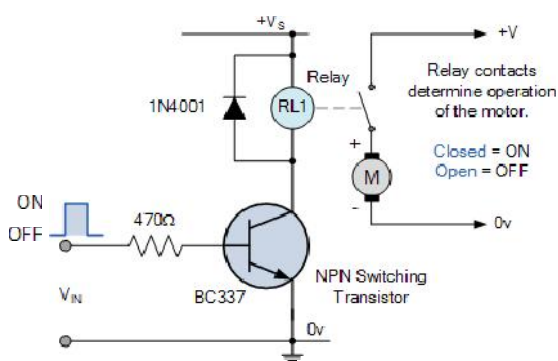 +Vs
+V
Relay
1N4001
RL1
Relay contacts
determine operation
of the motor.
Closed = ON
Open = OFF
+
M
-
0v
ON
OFF
470Ω
VIN
BC337
NPN Switching
Transistor
0v